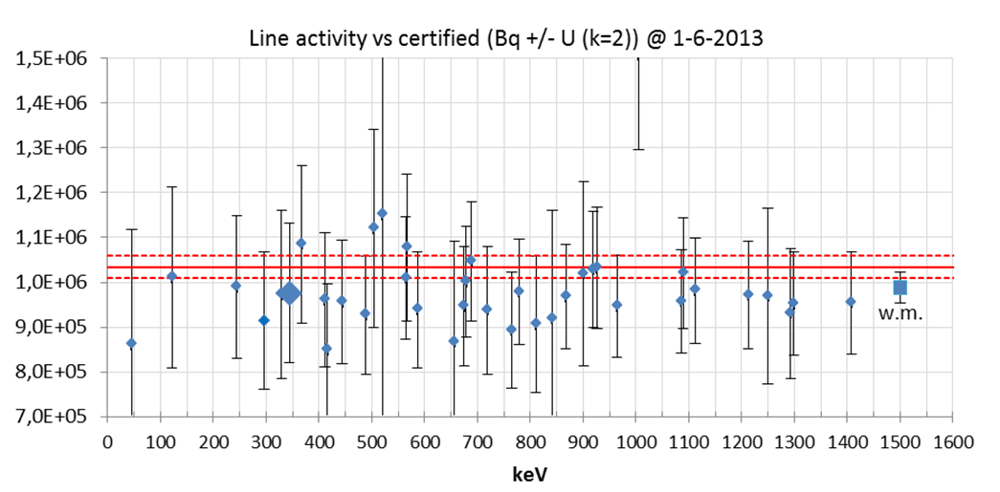 Line activity vs certified (Bq +/- U (k=2)) @ 1-6-2013
1,5E+06
1,4E+06
1,3E+06
1,2E+06
1,1E+06
1,0E+06
9,0E+05
8,0E+05
7,0E+05
w.m.
0 100 200 300 400 500 600 700 800 900 1000 1100 1200 1300 1400 1500 1600
keV